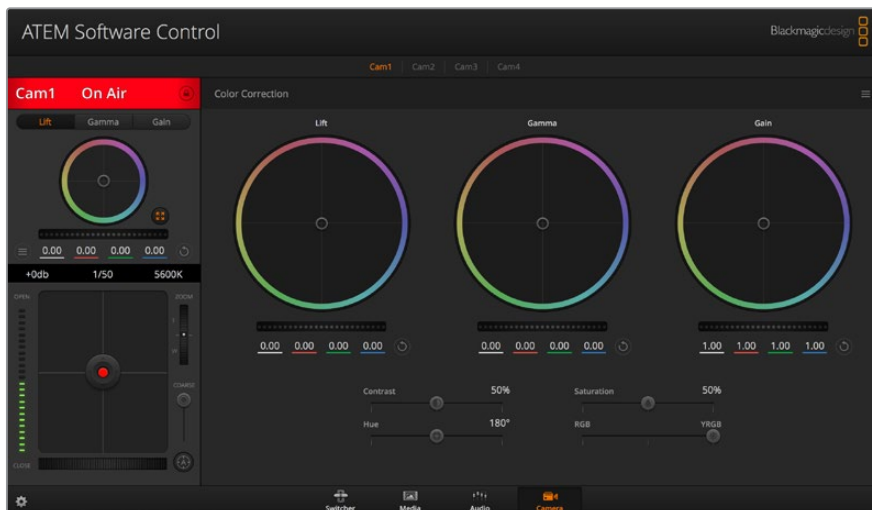 ATEM Software Control
Blackmagicdesign
Cam1 Cam2 Cam3 Cam4
Cam1 On Air
Color Correction
Lift Gamma Gain
Lift Gamma Gain
0.00 0.00 0.00 0.00
+0db 1/50 5600K
OPEN
ZOOM
COARSE
CLOSE
0.00 0.00 0.00 0.00
0.00 0.00 0.00 0.00
1.00 1.00 1.00 1.00
Contrast 50%
Saturation 50%
Hue 180°
RGB YRGB
Switcher Media Audio Camera